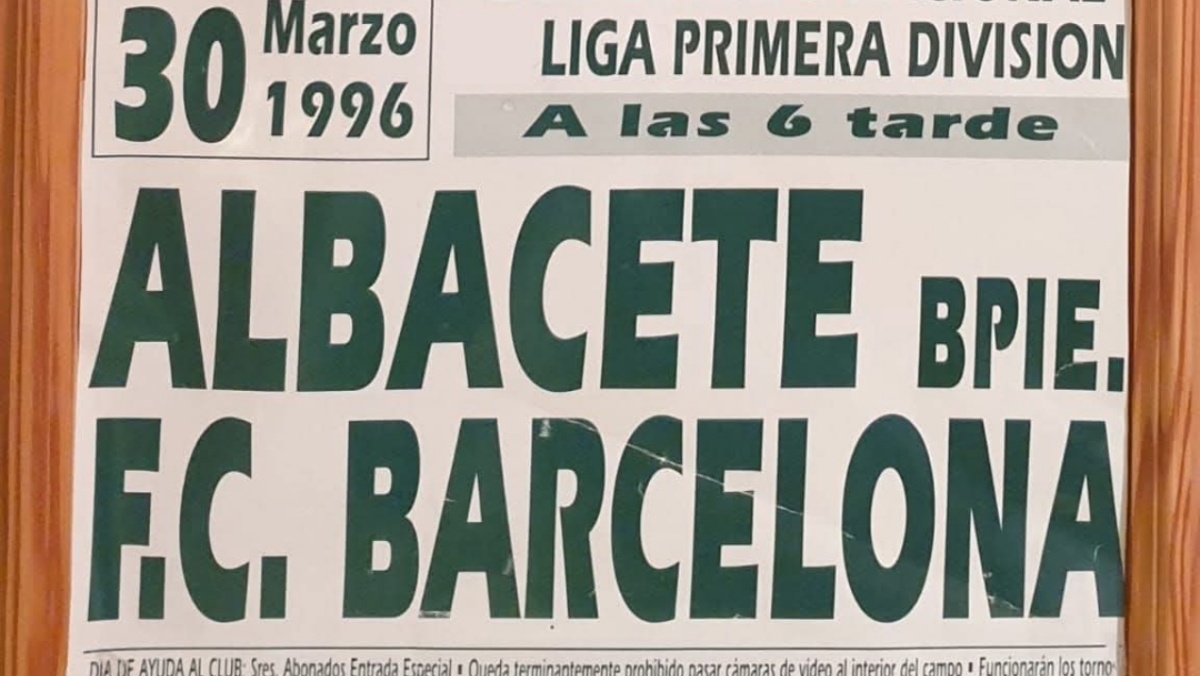 30 Marzo 1996
LIGA PRIMERA DIVISION
A las 6 tarde
ALBACETE BPIE.
F.C. BARCELONA
DIA DE AYUDA AL CLUB: Sres. Abonados Entrada Especial ▪ Queda terminantemente prohibido pasar cámaras de video al interior del campo ▪ Funcionarán los torno